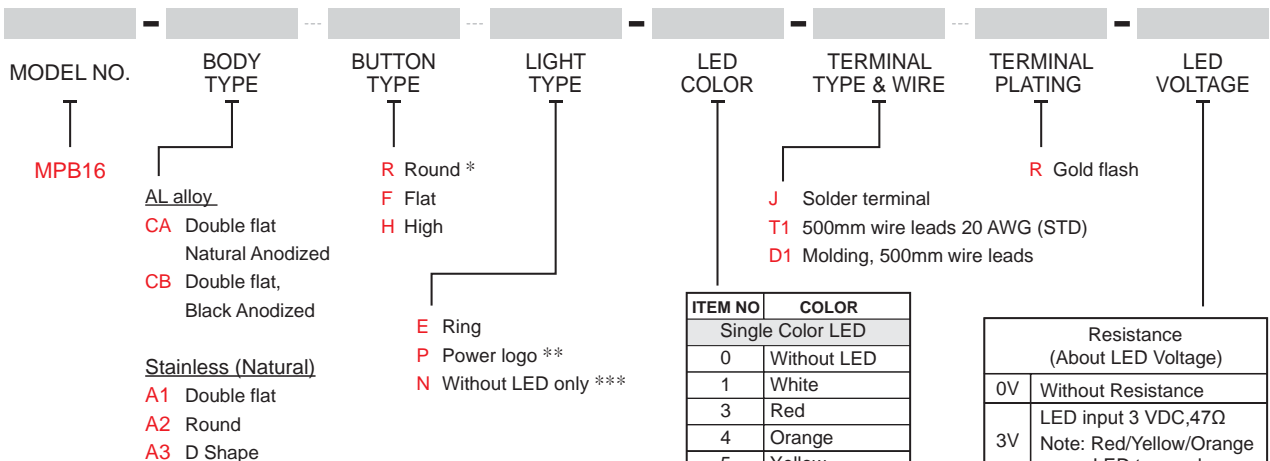 MODEL NO.
BODY
TYPE
BUTTON
TYPE
LIGHT
TYPE
LED
COLOR
TERMINAL
TYPE & WIRE
TERMINAL
PLATING
LED
VOLTAGE
MPB16
AL alloy
CA Double flat
Natural Anodized
CB Double flat,
Black Anodized
Stainless (Natural)
A1 Double flat
A2 Round
A3 D Shape
R Round *
F Flat
H High
E Ring
P Power logo **
N Without LED only ***
ITEM NO COLOR
Single Color LED
0 Without LED
1 White
3 Red
4 Orange
5 Yellow
J Solder terminal
T1 500mm wire leads 20 AWG (STD)
D1 Molding, 500mm wire leads
R Gold flash
Resistance
(About LED Voltage)
0V Without Resistance
3V LED input 3 VDC,47Ω
Note: Red/Yellow/Orange